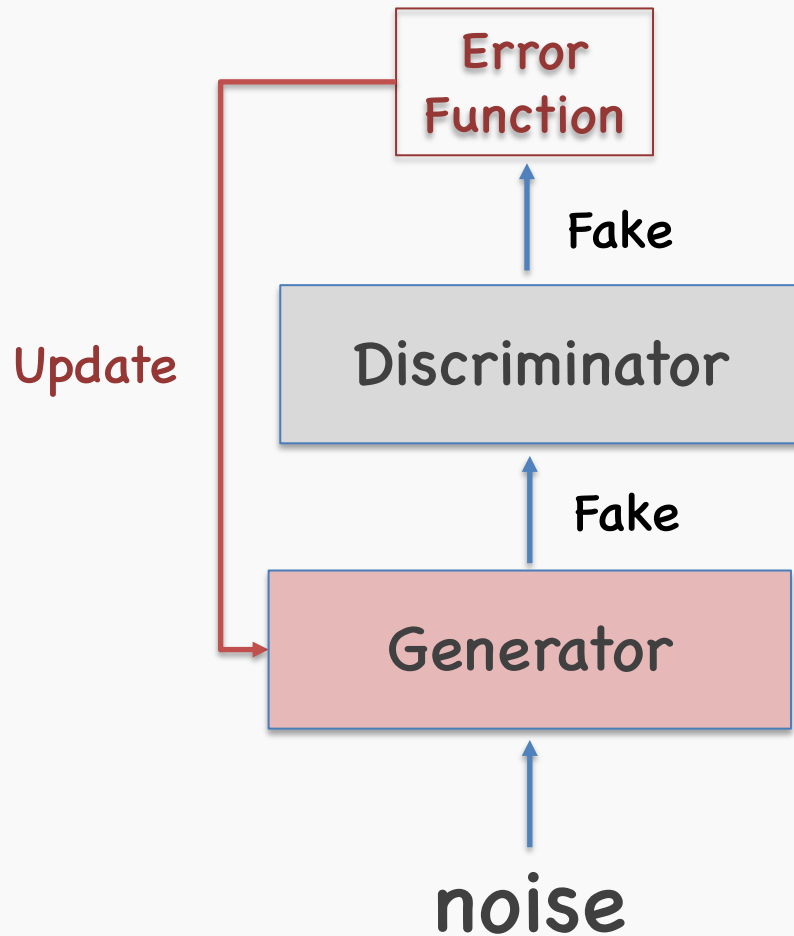 Error
Function
Fake
Discriminator
Update
Fake
Generator
noise